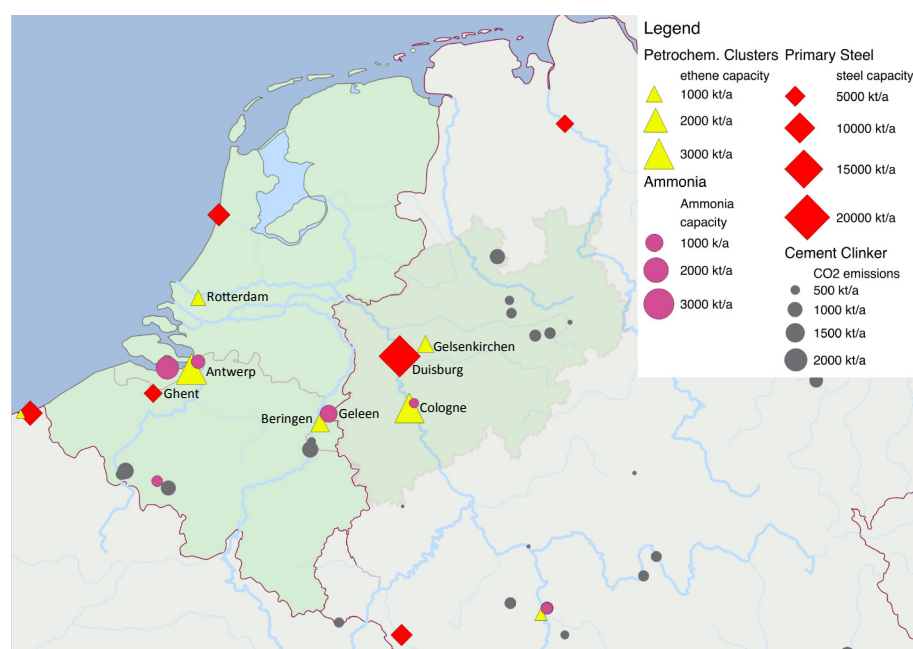 Legend
Petrochem. Clusters
ethene capacity
1000 kt/a
2000 kt/a
3000 kt/a
Ammonia
Ammonia
capacity
1000 k/a
2000 kt/a
3000 kt/a
Primary Steel
steel capacity
5000 kt/a
10000 kt/a
15000 kt/a
20000 kt/a
Cement Clinker
CO2 emissions
500 kt/a
1000 kt/a
1500 kt/a
2000 kt/a
Rotterdam
Gelsenkirchen
Duisburg
Antwerp
Ghent
Cologne
Geleen
Beringen